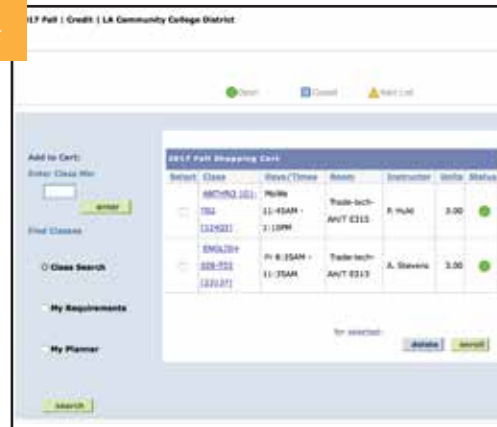 2017 Fall | Credit | LA Community College District
Open Closed Wait List
Add to Cart:
Enter Class Nbr
enter
Find Classes
Class Search
My Requirements
My Planner
search
2017 Fall Shopping Cart
Select Class Days/Times Room Instructor Units Status
MoWe
11:45AM -
1:10PM
Trade-tech-
3.00
Fr 8:35AM -
11:35AM
Trade-tech-
A. Stevens 3.00
for selected:
delete enroll